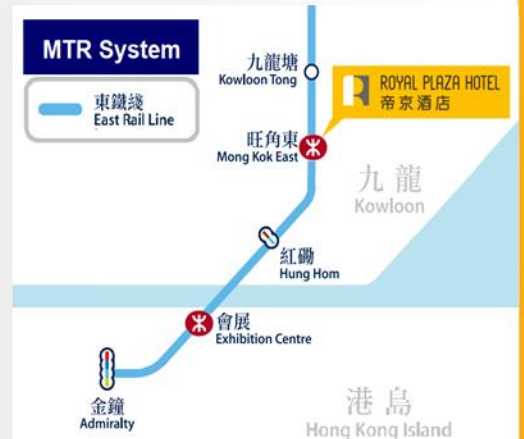 MTR System
東鐵綫
East Rail Line
九龍塘
Kowloon Tong
ROYAL PLAZA HOTEL
帝京酒店
旺角東
Mong Kok East
九龍
Kowloon
紅磡
Hung Hom
會展
Exhibition Centre
金鐘
Admiralty
港島
Hong Kong Island